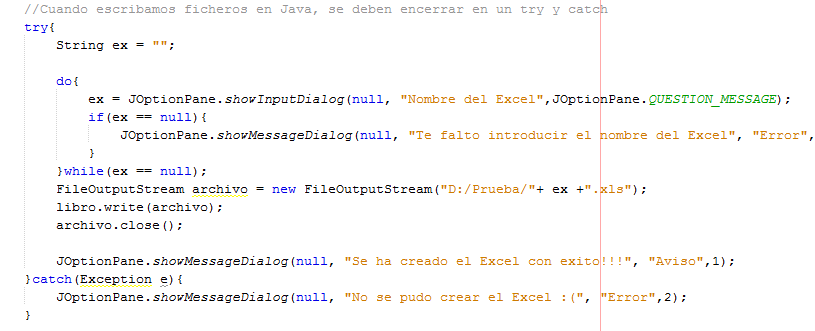 //Cuando escribamos ficheros en Java, se deben encerrar en un try y catch
try{
String ex = "";
do{
ex = JOptionPane.showInputDialog(null, "Nombre del Excel",JOptionPane.QUESTION_MESSAGE);
if(ex == null){
JOptionPane.showMessageDialog(null, "Te falto introducir el nombre del Excel", "Error",
}
}while(ex == null);
FileOutputStream archivo = new FileOutputStream("D:/Prueba/"+ ex +".xls");
libro.write(archivo);
archivo.close();
JOptionPane.showMessageDialog(null, "Se ha creado el Excel con exito!!!", "Aviso",1);
}catch(Exception e){
JOptionPane.showMessageDialog(null, "No se pudo crear el Excel :(", "Error",2);
}